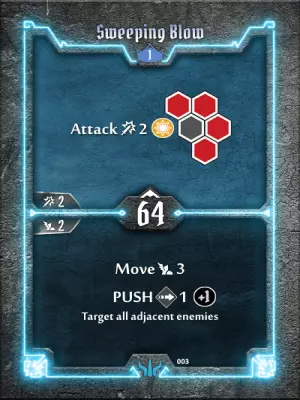 Sweeping Blow
1
Attack 2
2
2
64
Move 3
PUSH 1 +1
Target all adjacent enemies
003